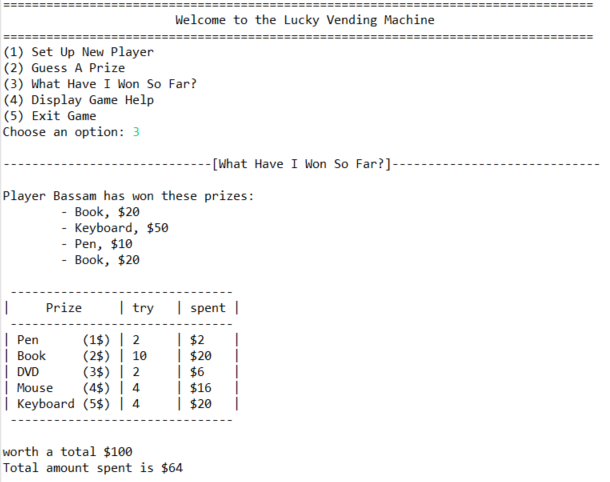 ==================================================================================
Welcome to the Lucky Vending Machine
==================================================================================
(1) Set Up New Player
(2) Guess A Prize
(3) What Have I Won So Far?
(4) Display Game Help
(5) Exit Game
Choose an option: 3
-----------------------------[What Have I Won So Far?]-----------------------------
Player Bassam has won these prizes:
- Book, $20
- Keyboard, $50
- Pen, $10
- Book, $20
-------------------------------
|     Prize     | try   | spent |
-------------------------------
| Pen      (1$) | 2     | $2    |
| Book     (2$) | 10    | $20   |
| DVD      (3$) | 2     | $6    |
| Mouse    (4$) | 4     | $16   |
| Keyboard (5$) | 4     | $20   |
-------------------------------
worth a total $100
Total amount spent is $64